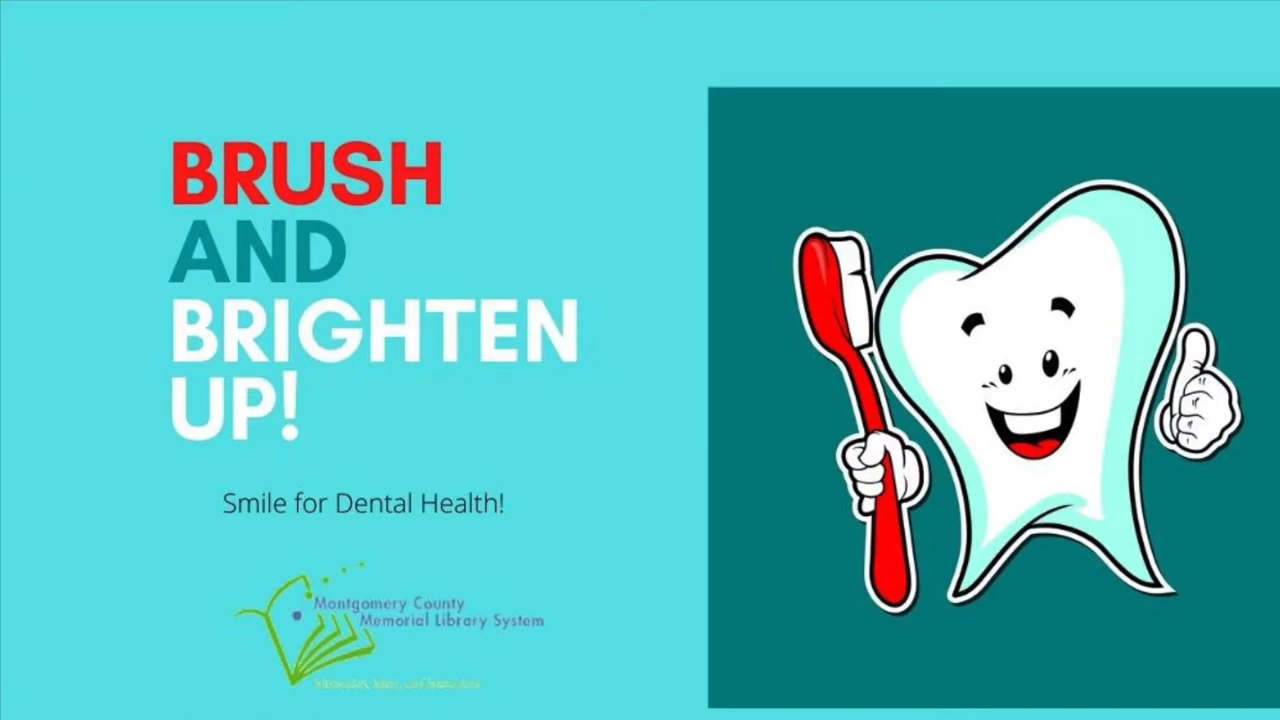 BRUSH
AND
BRIGHTEN
UP!
Smile for Dental Health!
Montgomery County
Memorial Library System